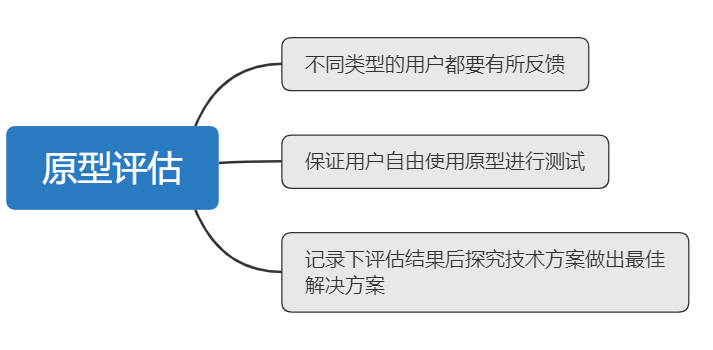 原型评估
不同类型的用户都要有所反馈
保证用户自由使用原型进行测试
记录下评估结果后探究技术方案做出最佳
解决方案